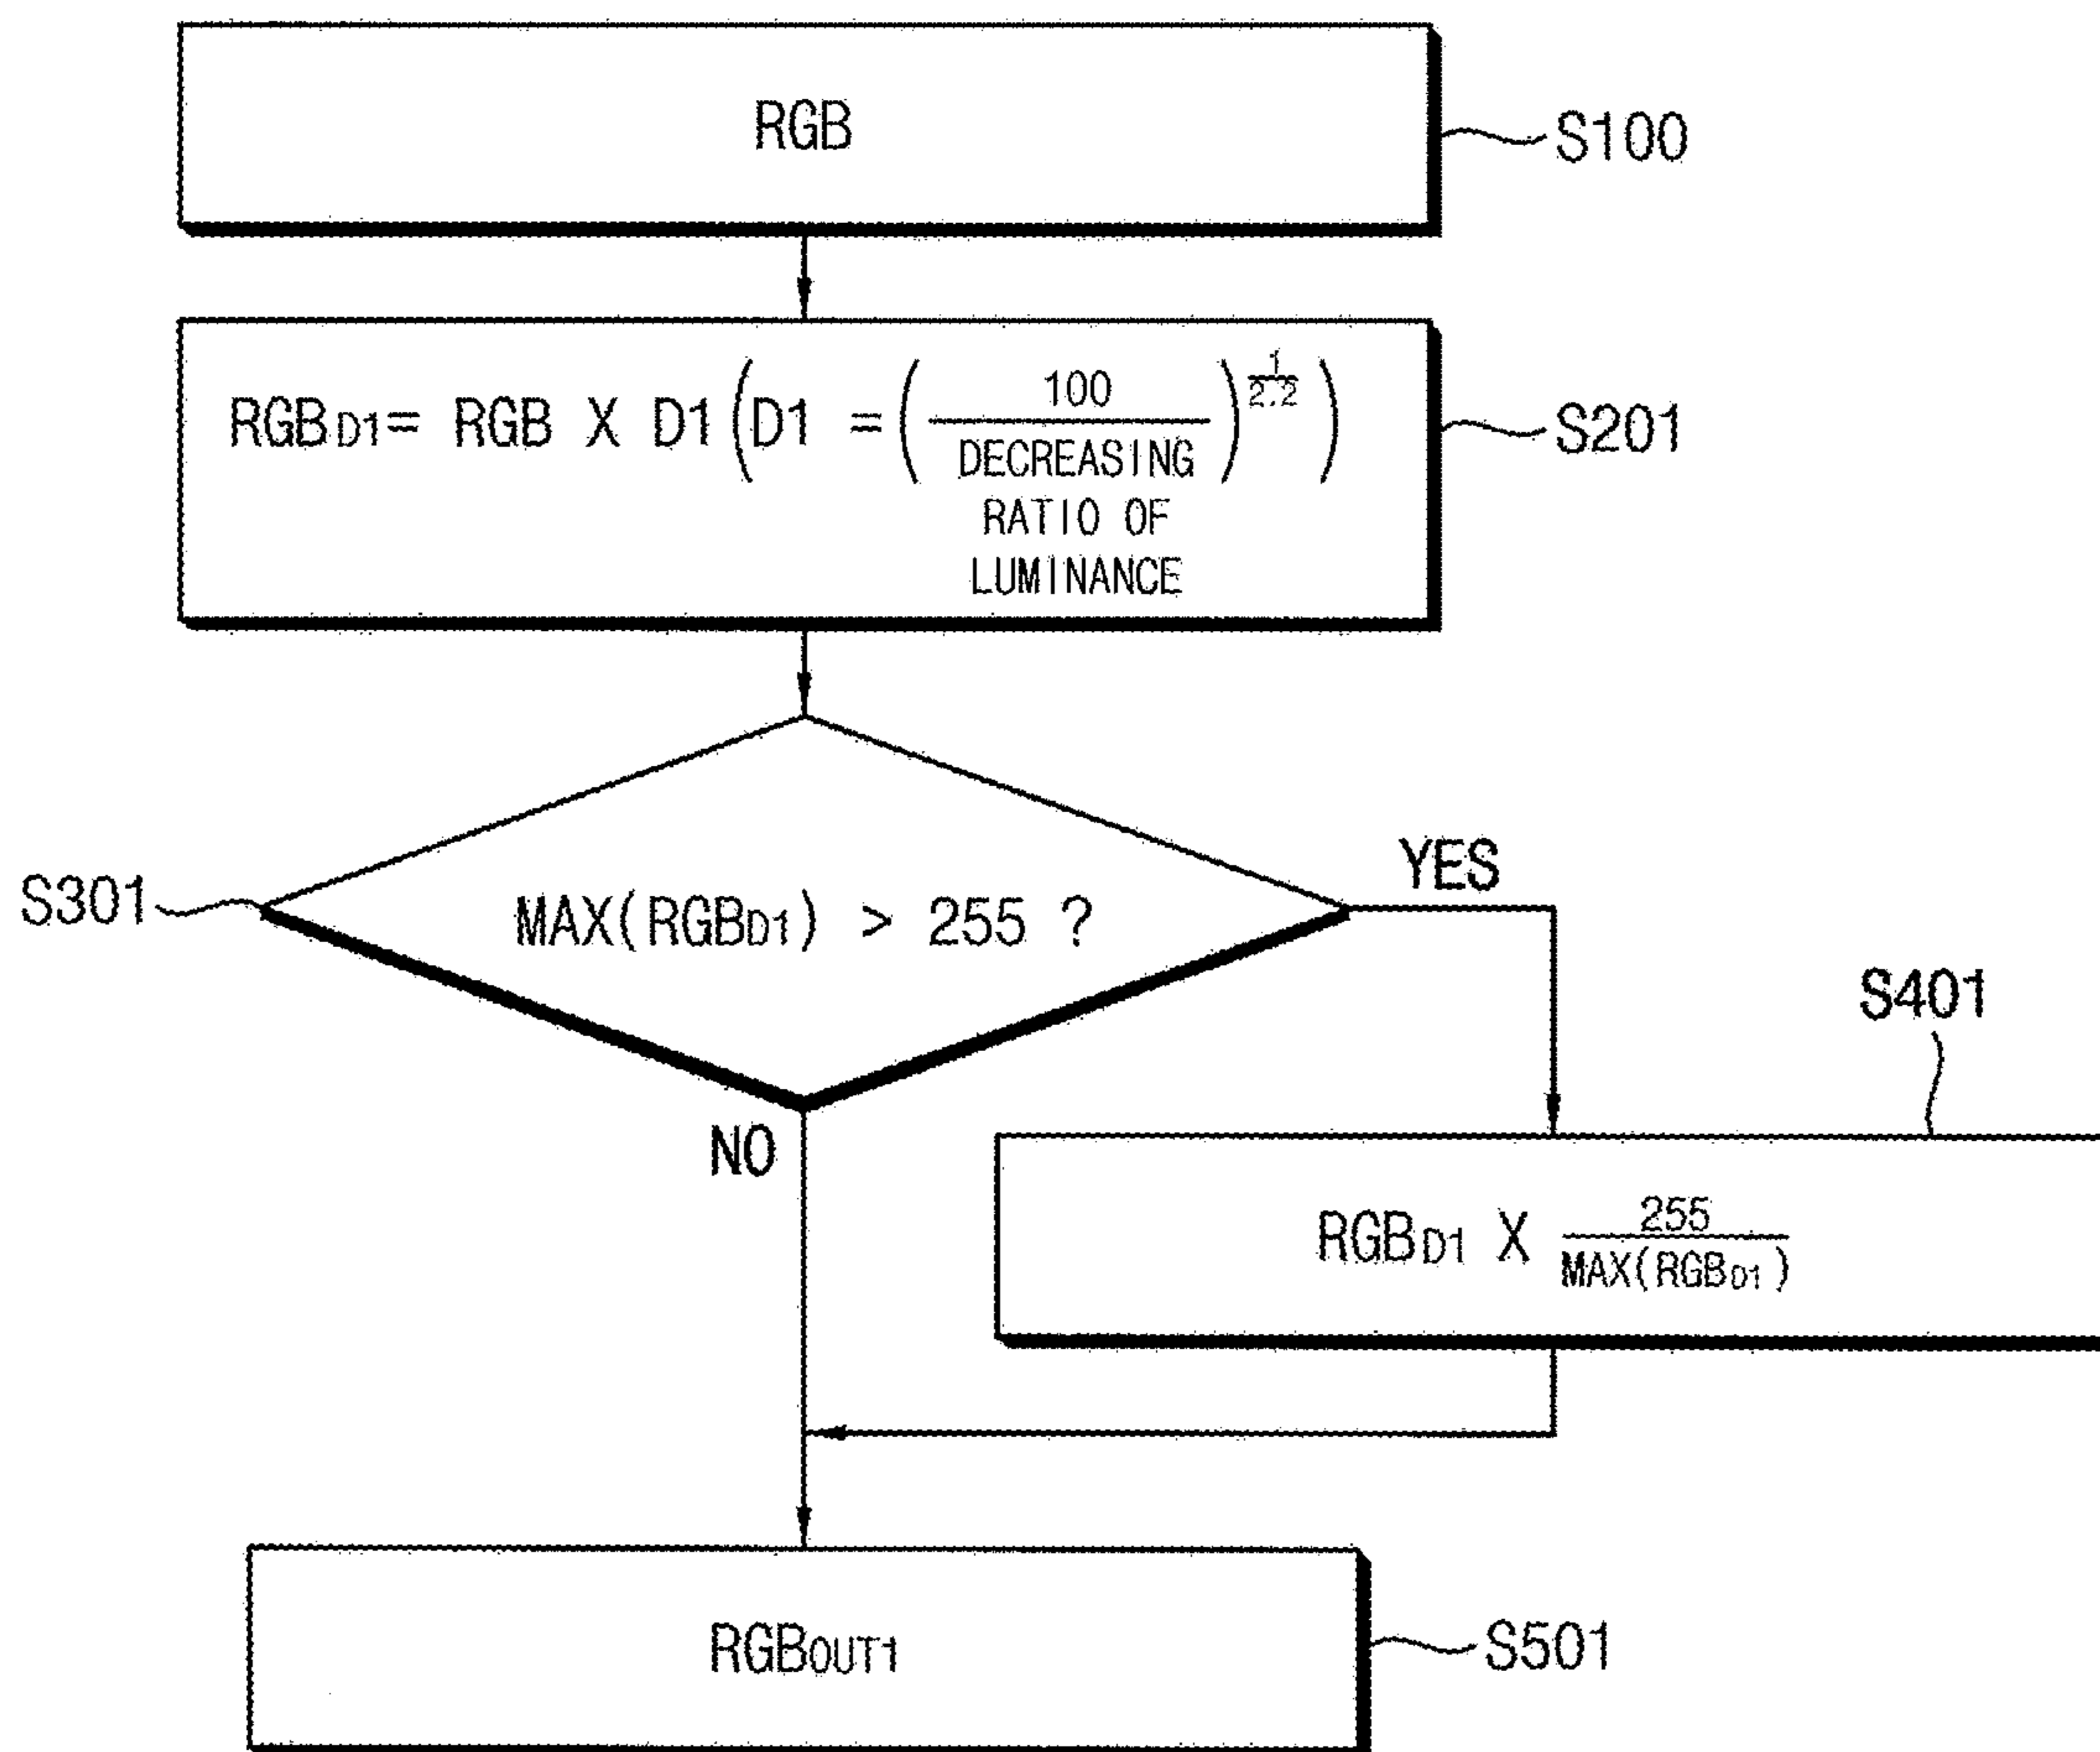 RGB
S100
RGBD1= RGB X D1(D1 =(100/DECREASING RATIO OF LUMINANCE)^1/2.2)
S201
S301
MAX(RGBD1) > 255 ?
YES
S401
NO
RGBD1 X 255/MAX(RGBD1)
RGBOUT1
S501